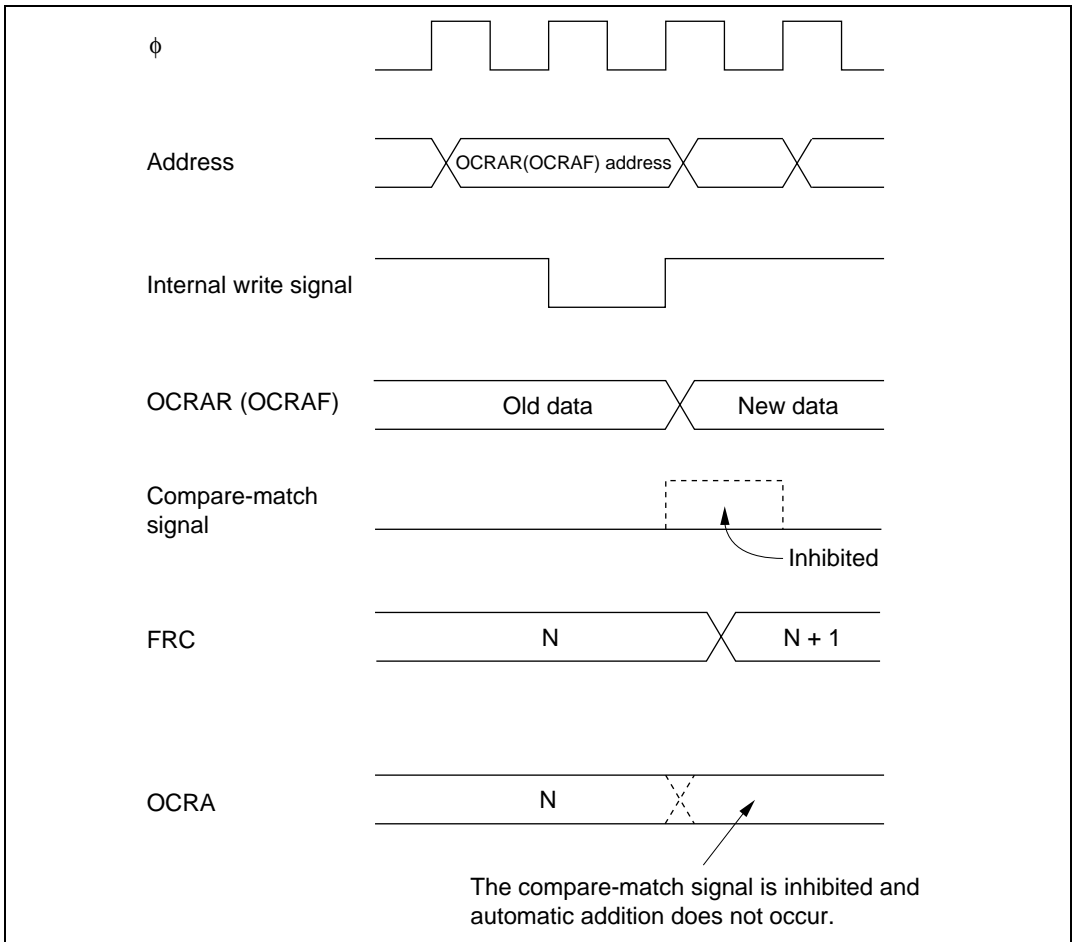 ϕ
Address
OCRAR(OCRAF) address
Internal write signal
OCRAR (OCRAF)
Old data
New data
Compare-match
signal
Inhibited
FRC
N
N + 1
OCRA
N
The compare-match signal is inhibited and
automatic addition does not occur.